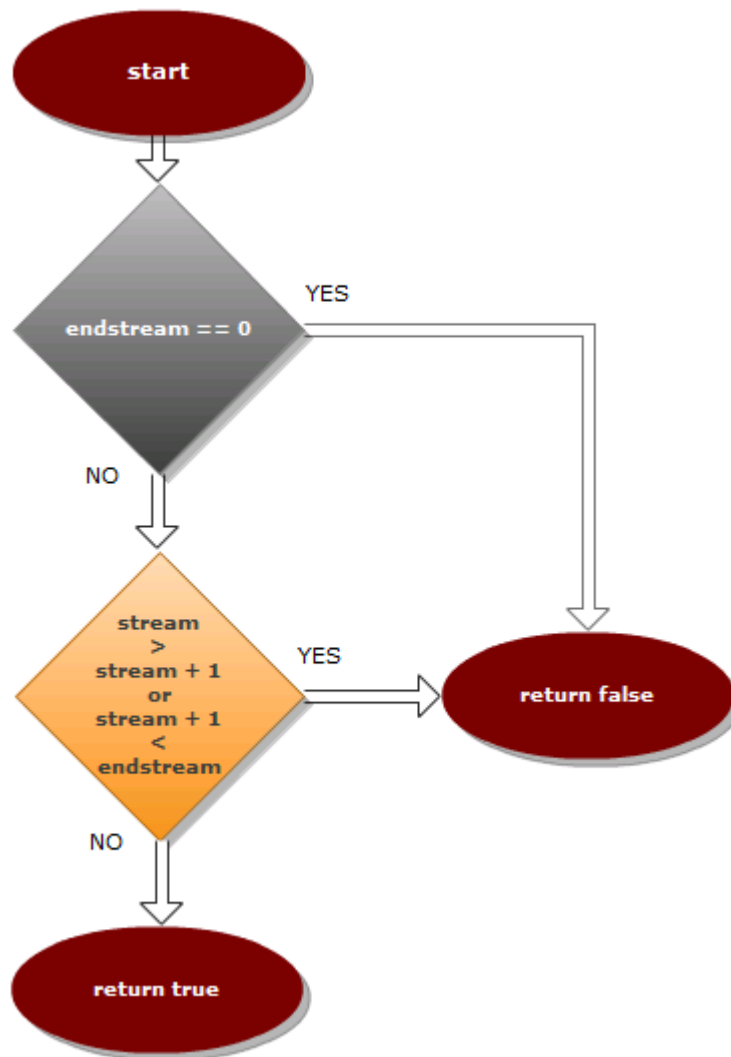 start
YES
endstream == 0
NO
stream
>
stream + 1
or
stream + 1
<
endstream
YES
return false
NO
return true